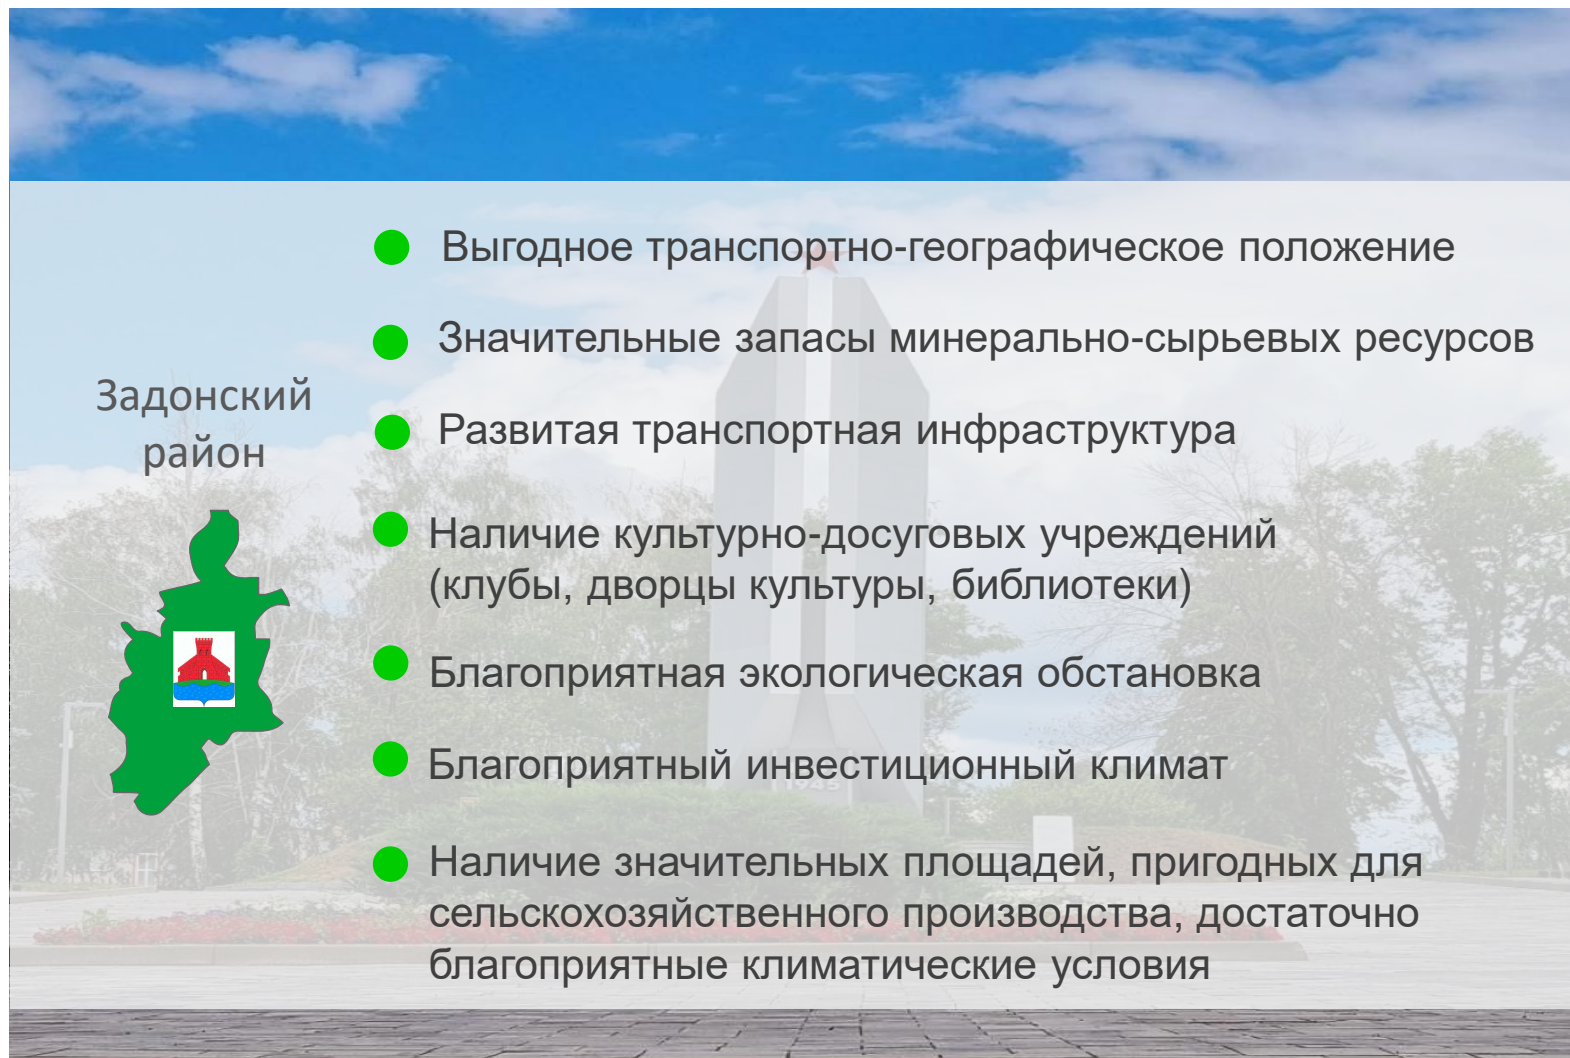 Выгодное транспортно-географическое положение
Значительные запасы минерально-сырьевых ресурсов
Задонский
район
Развитая транспортная инфраструктура
Наличие культурно-досуговых учреждений
(клубы, дворцы культуры, библиотеки)
Благоприятная экологическая обстановка
Благоприятный инвестиционный климат
1945
Наличие значительных площадей, пригодных для
сельскохозяйственного производства, достаточно
благоприятные климатические условия